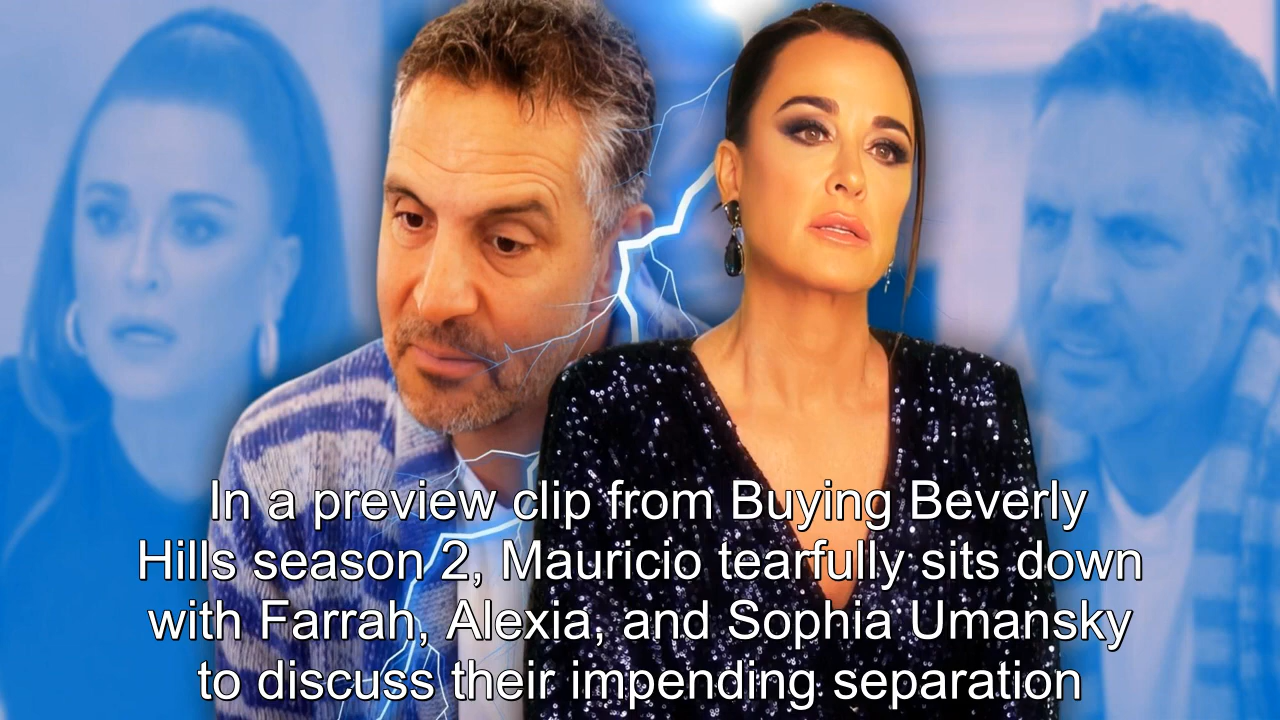 In a preview clip from Buying Beverly
Hills season 2, Mauricio tearfully sits down
with Farrah, Alexia, and Sophia Umansky
to discuss their impending separation